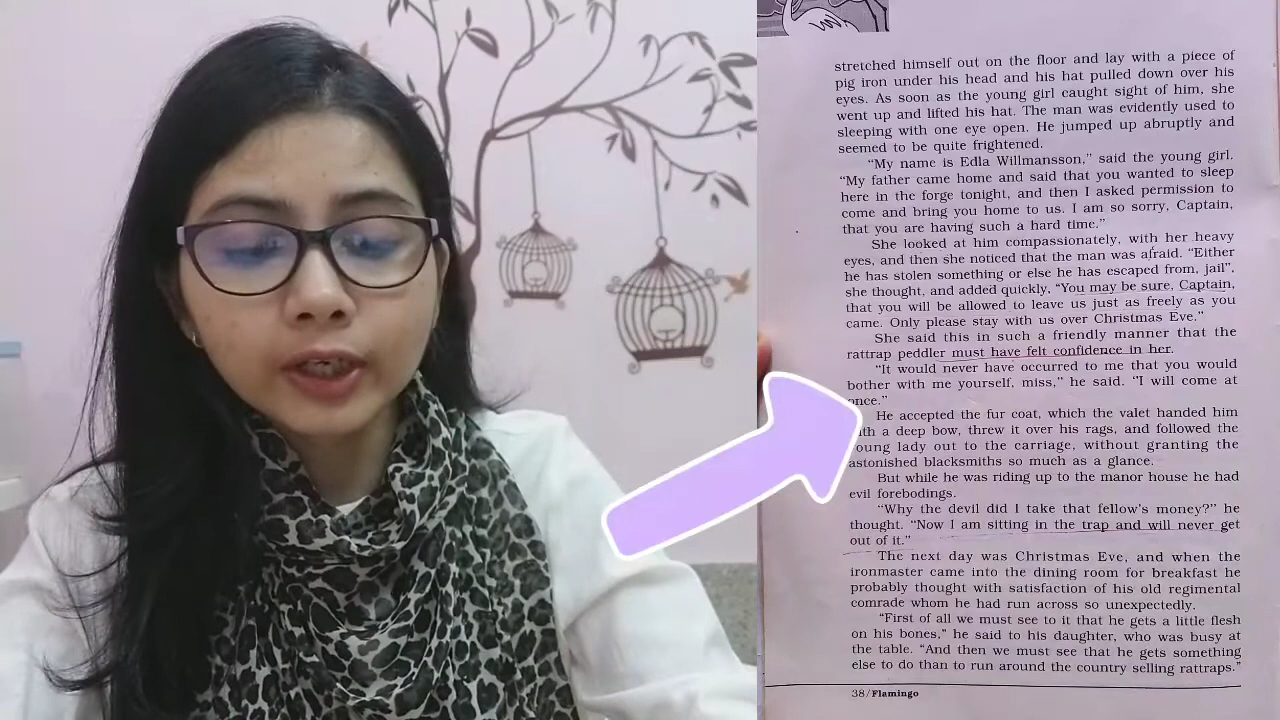 stretched himself out on the floor and lay with a piece of
pig iron under his head and his hat pulled down over his
eyes. As soon as the young girl caught sight of him, she
went up and lifted his hat. The man was evidently used to
sleeping with one eye open. He jumped up abruptly and
seemed to be quite frightened.
“My name is Edla Willmansson,” said the young girl.
“My father came home and said that you wanted to sleep
here in the forge tonight, and then I asked permission to
come and bring you home to us. I am so sorry, Captain,
that you are having such a hard time.”
She looked at him compassionately, with her heavy
eyes, and then she noticed that the man was afraid. “Either
he has stolen something or else he has escaped from, jail”,
she thought, and added quickly, “You may be sure, Captain,
that you will be allowed to leave us just as freely as you
came. Only please stay with us over Christmas Eve,”
She said this in such a friendly manner that the
rattrap peddler must have felt confidence in her.
“It would never have occurred to me that you would
bother with me yourself, miss,” he said. “I will come at
once.”
He accepted the fur coat, which the valet handed him
with a deep bow, threw it over his rags, and followed the
young lady out to the carriage, without granting the
astonished blacksmiths so much as a glance.
But while he was riding up to the manor house he had
evil forebodings.
“Why the devil did I take that fellow's money?” he
thought. “Now I am sitting in the trap and will never get
out of it.”
The next day was Christmas Eve, and when the
ironmaster came into the dining room for breakfast he
probably thought with satisfaction of his old regimental
comrade whom he had run across so unexpectedly.
“First of all we must see to it that he gets a little flesh
on his bones,” he said to his daughter, who was busy at
the table. “And then we must see that he gets something
else to do than to run around the country selling rattraps.”
38/Flamingo